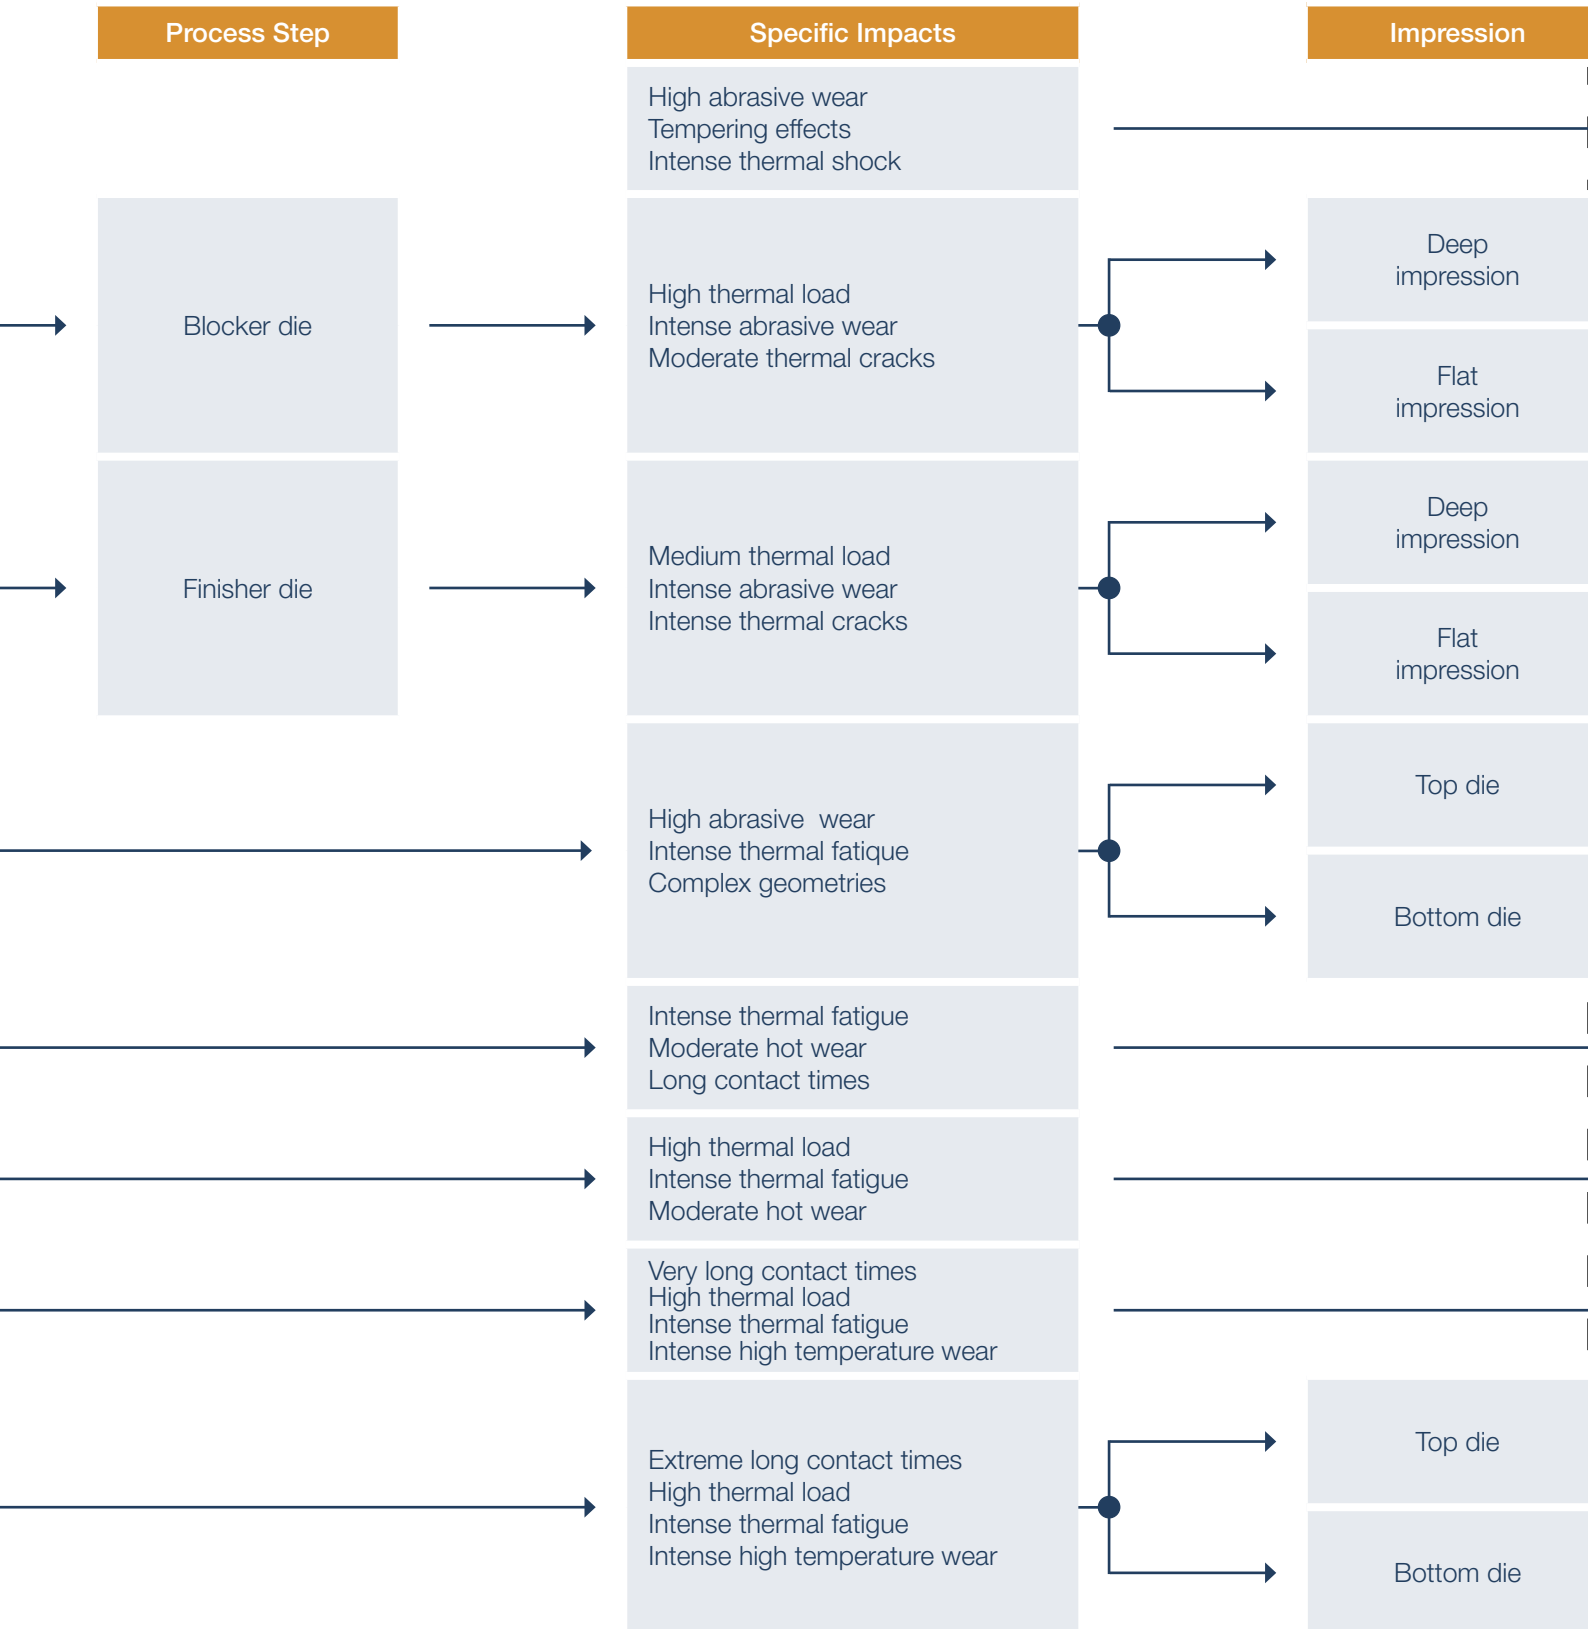 Process Step
Specific Impacts
Impression
High abrasive wear
Tempering effects
Intense thermal shock
Blocker die
High thermal load
Intense abrasive wear
Moderate thermal cracks
Deep
impression
Flat
impression
Finisher die
Medium thermal load
Intense abrasive wear
Intense thermal cracks
Deep
impression
Flat
impression
High abrasive  wear
Intense thermal fatique
Complex geometries
Top die
Bottom die
Intense thermal fatigue
Moderate hot wear
Long contact times
High thermal load
Intense thermal fatigue
Moderate hot wear
Very long contact times
High thermal load
Intense thermal fatigue
Intense high temperature wear
Extreme long contact times
High thermal load
Intense thermal fatigue
Intense high temperature wear
Top die
Bottom die